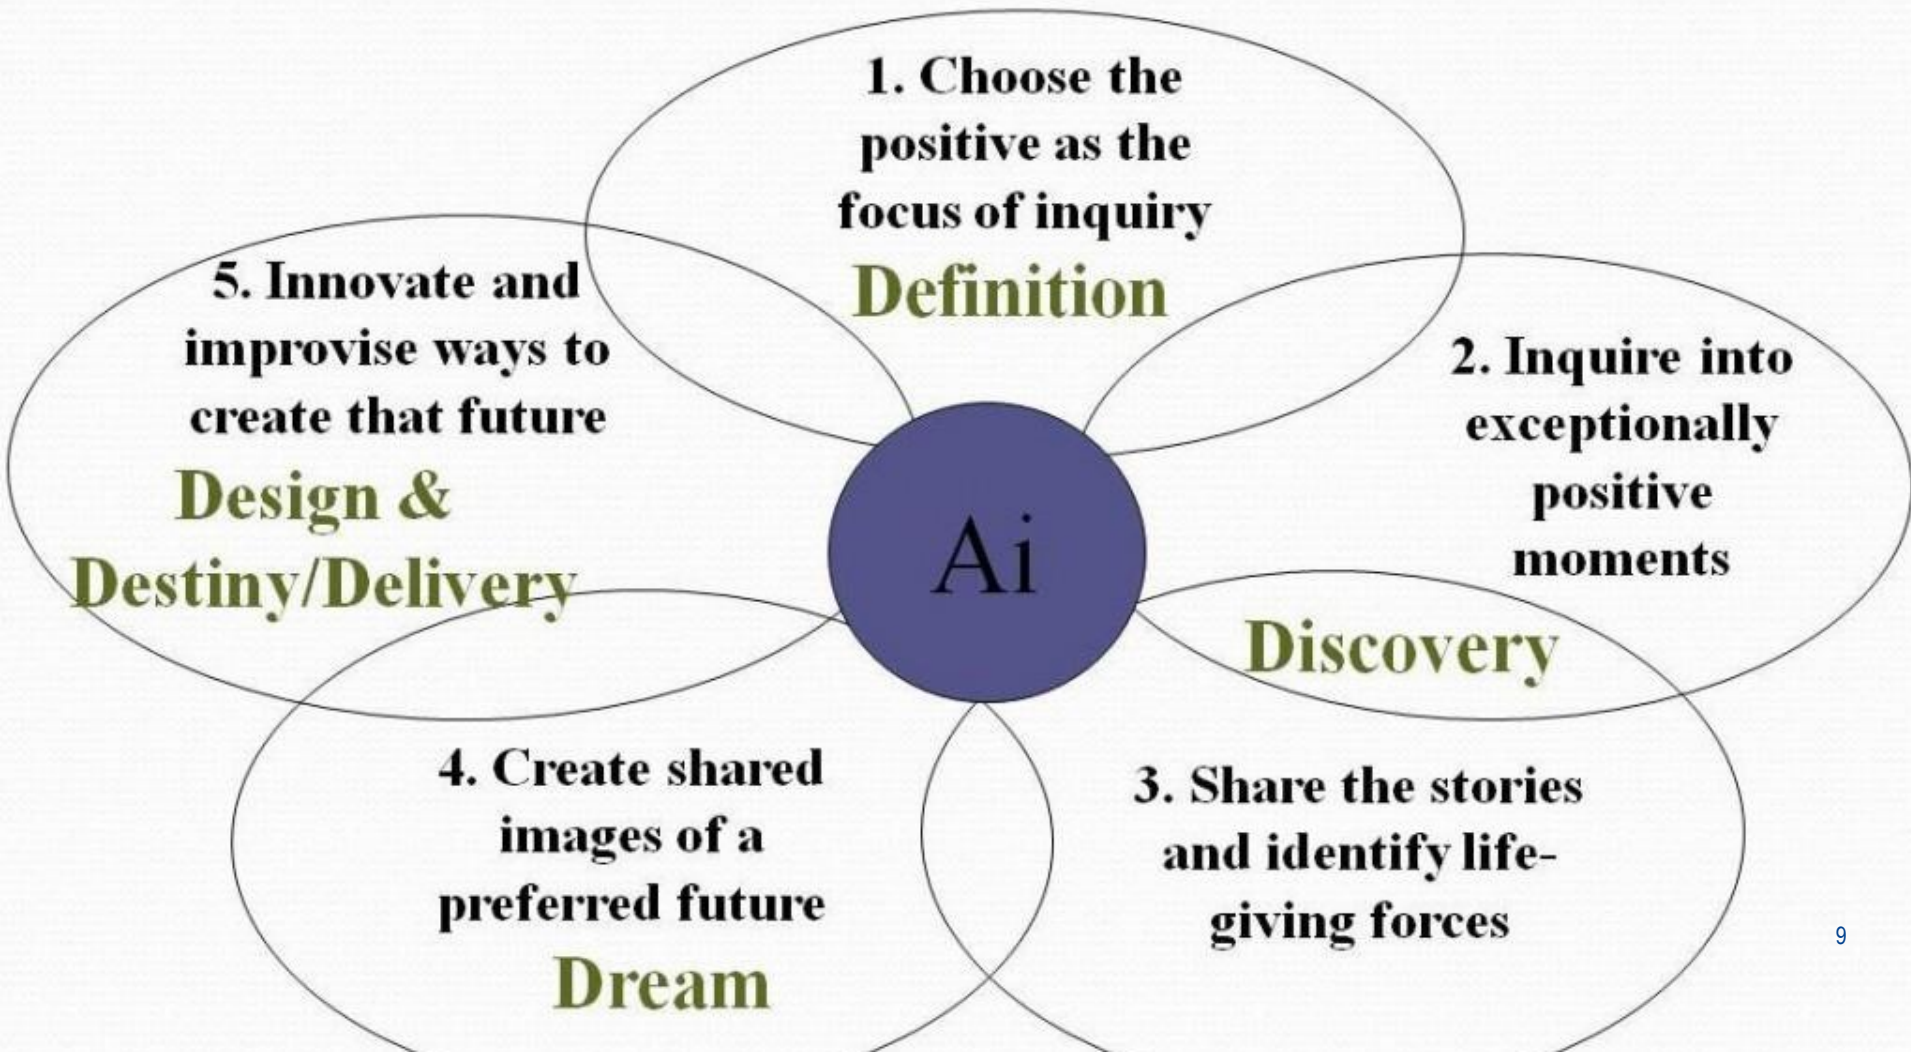 1. Choose the
positive as the
focus of inquiry
Definition
2. Inquire into
exceptionally
positive
moments
Discovery
3. Share the stories
and identify life-
giving forces
4. Create shared
images of a
preferred future
Dream
5. Innovate and
improvise ways to
create that future
Design &
Destiny/Delivery
Ai
9